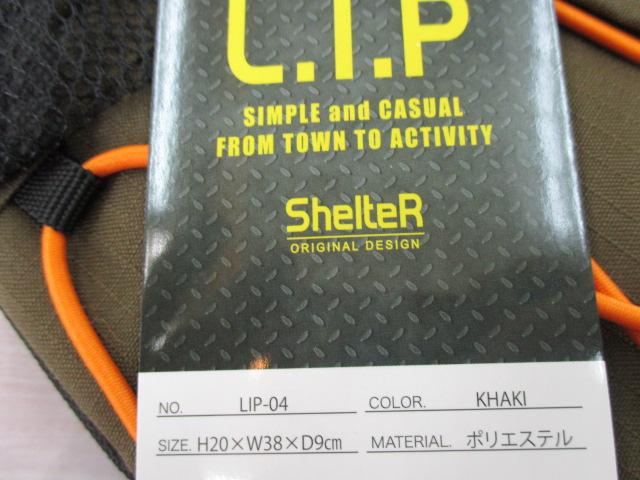 L.I.P
SIMPLE and CASUAL
FROM TOWN TO ACTIVITY
ShelteR
ORIGINAL DESIGN
NO. LIP-04 COLOR. KHAKI
SIZE. H20×W38×D9cm MATERIAL. ポリエステル